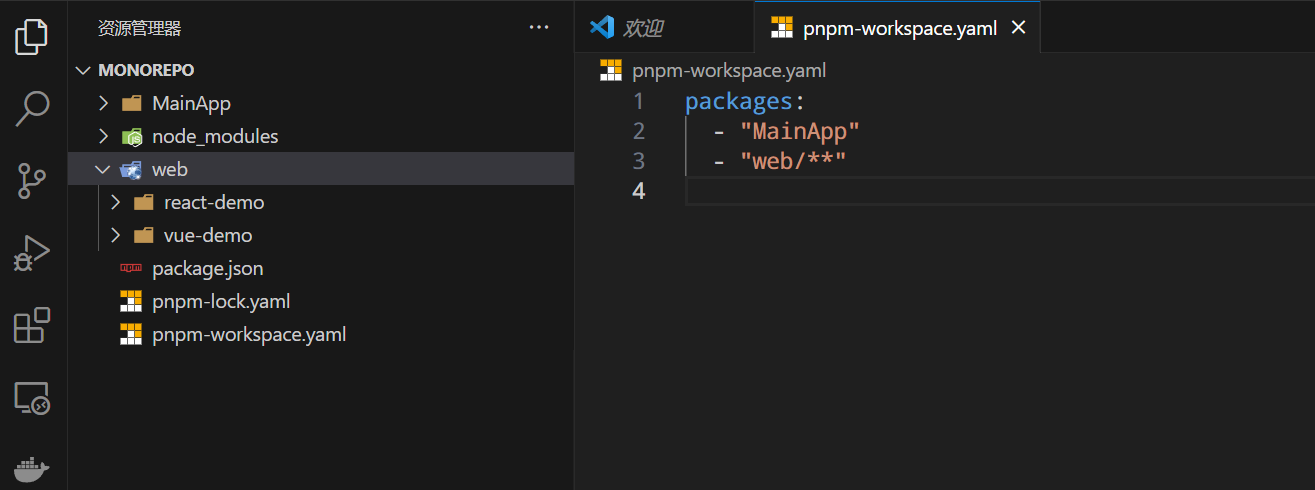 资源管理器
···
MONOREPO
MainApp
node_modules
web
react-demo
vue-demo
package.json
pnpm-lock.yaml
pnpm-workspace.yaml
欢迎
pnpm-workspace.yaml
pnpm-workspace.yaml
1 packages:
2 - "MainApp"
3 - "web/**"
4